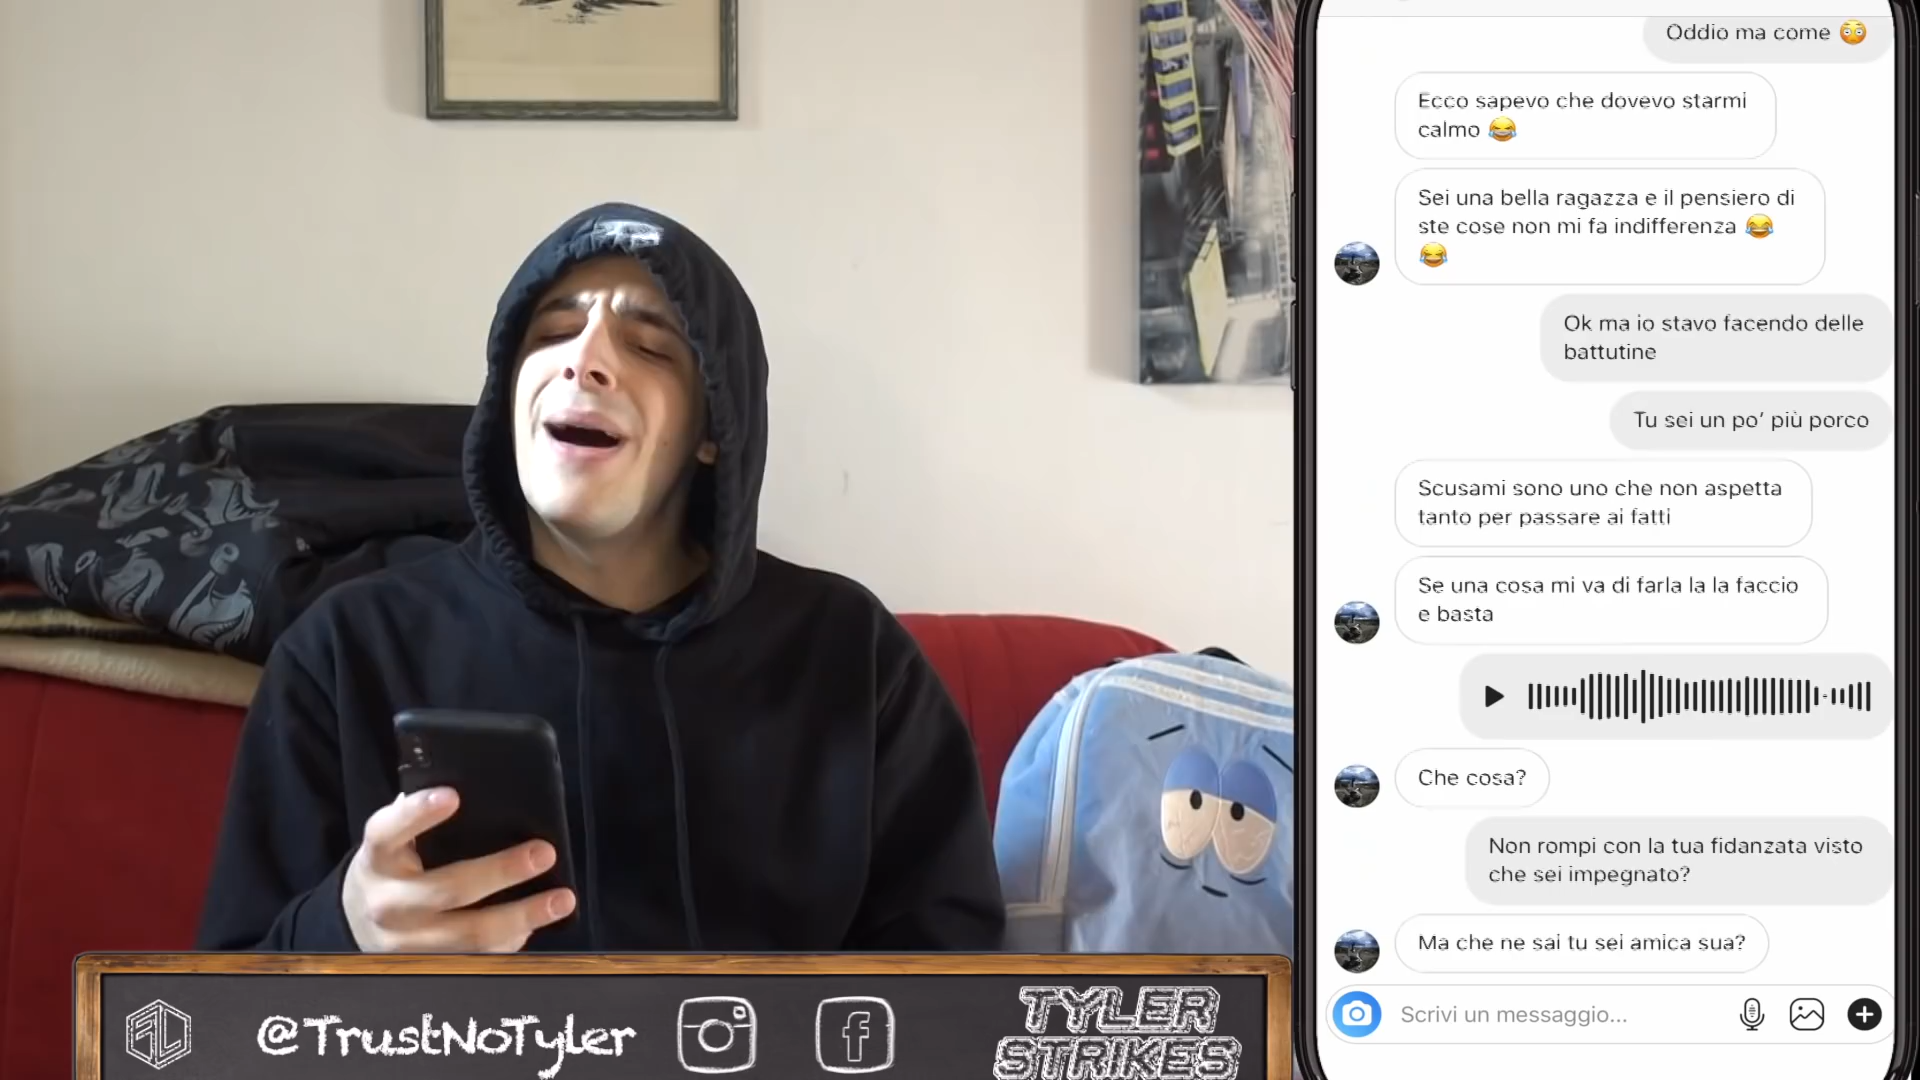 Oddio ma come 😳
Ecco sapevo che dovevo starmi
calmo 😂
Sei una bella ragazza e il pensiero di
ste cose non mi fa indifferenza 😂
😂
Ok ma io stavo facendo delle
battutine
Tu sei un po' più porco
Scusami sono uno che non aspetta
tanto per passare ai fatti
Se una cosa mi va di farla la la faccio
e basta
Che cosa?
Non rompi con la tua fidanzata visto
che sei impegnato?
Ma che ne sai tu sei amica sua?
Scrivi un messaggio...
@TrustNoTyler
TYLER
STRIKES